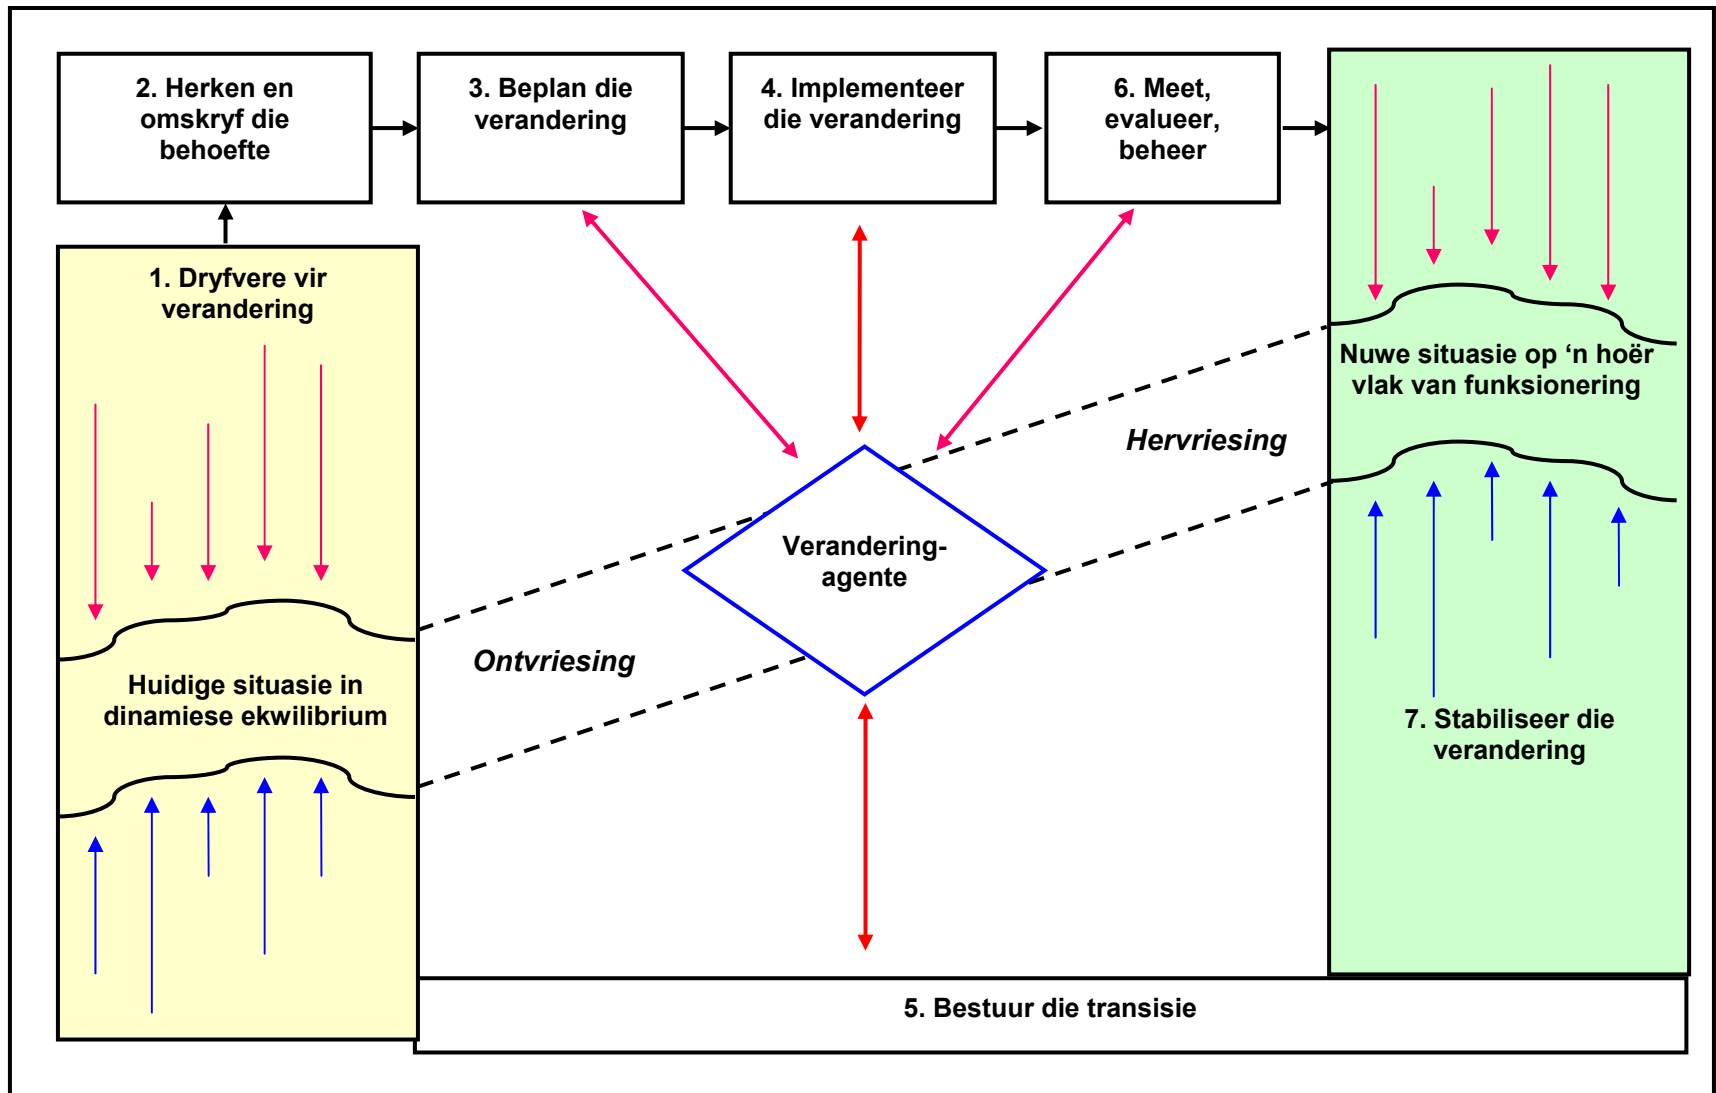 2. Herken en
omskryf die
behoefte
3. Beplan die
verandering
4. Implementeer
die verandering
6. Meet,
evalueer,
beheer
1. Dryfvere vir
verandering
Nuwe situasie op ‘n hoër
vlak van funksionering
Hervriesing
Verandering-
agente
Ontvriesing
Huidige situasie in
dinamiese ekwilibrium
7. Stabiliseer die
verandering
5. Bestuur die transisie